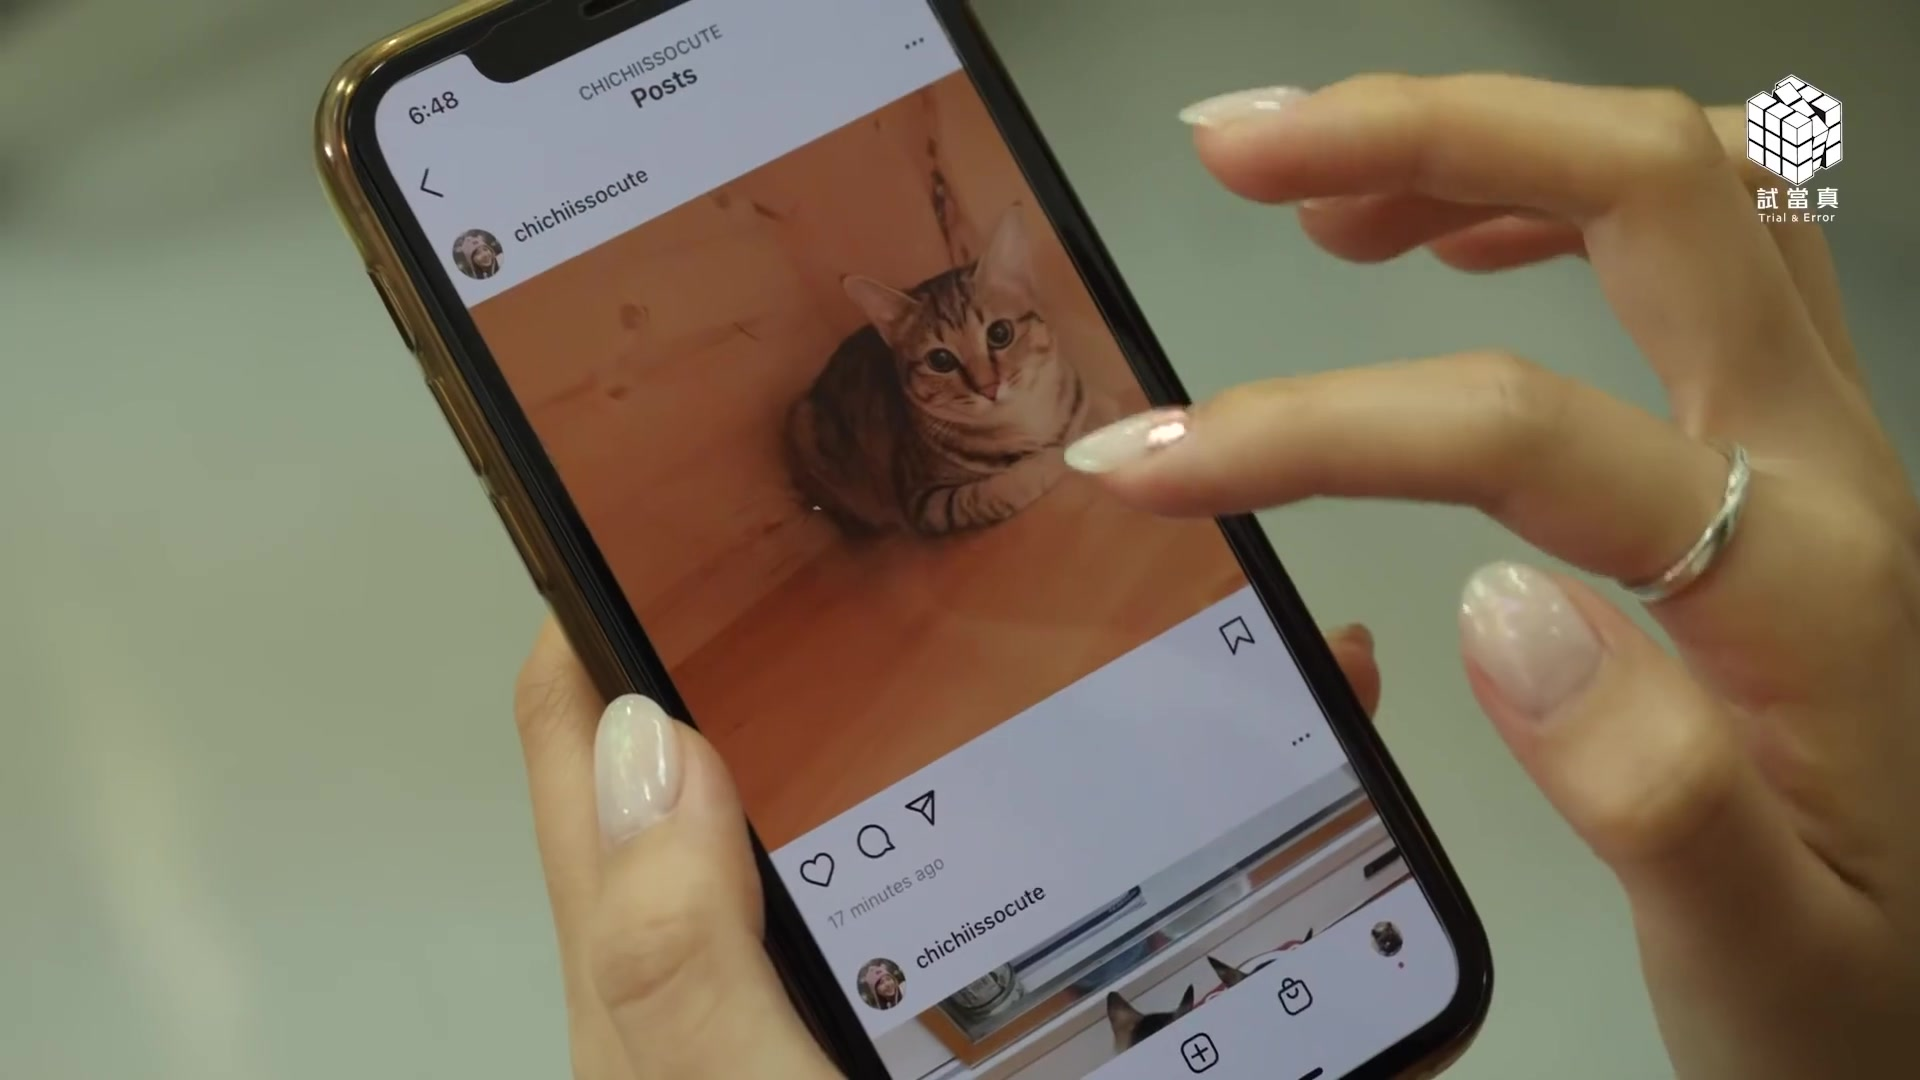 6:48
CHICHIISSOCUTE
Posts
chichiissocute
17 minutes ago
chichiissocute
試當真
Trial & Error